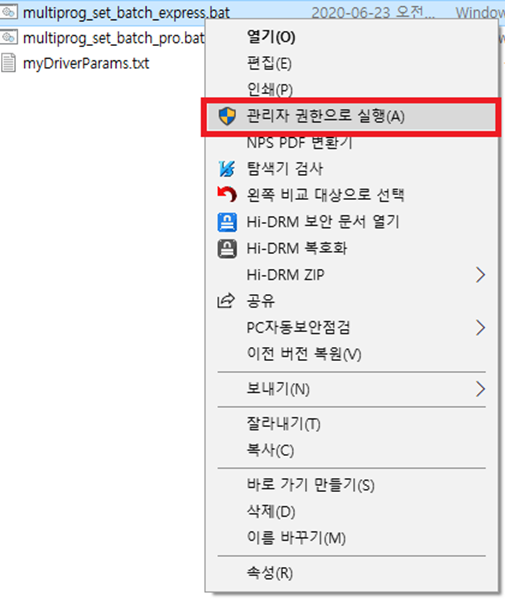 multiprog_set_batch_express.bat 2020-06-23 오전... Window
multiprog_set_batch_pro.bat
myDriverParams.txt
열기(O)
편집(E)
인쇄(P)
관리자 권한으로 실행(A)
NPS PDF 변환기
탐색기 검사
왼쪽 비교 대상으로 선택
Hi-DRM 보안 문서 열기
Hi-DRM 복호화
Hi-DRM ZIP
공유
PC자동보안점검
이전 버전 복원(V)
보내기(N)
잘라내기(T)
복사(C)
바로 가기 만들기(S)
삭제(D)
이름 바꾸기(M)
속성(R)